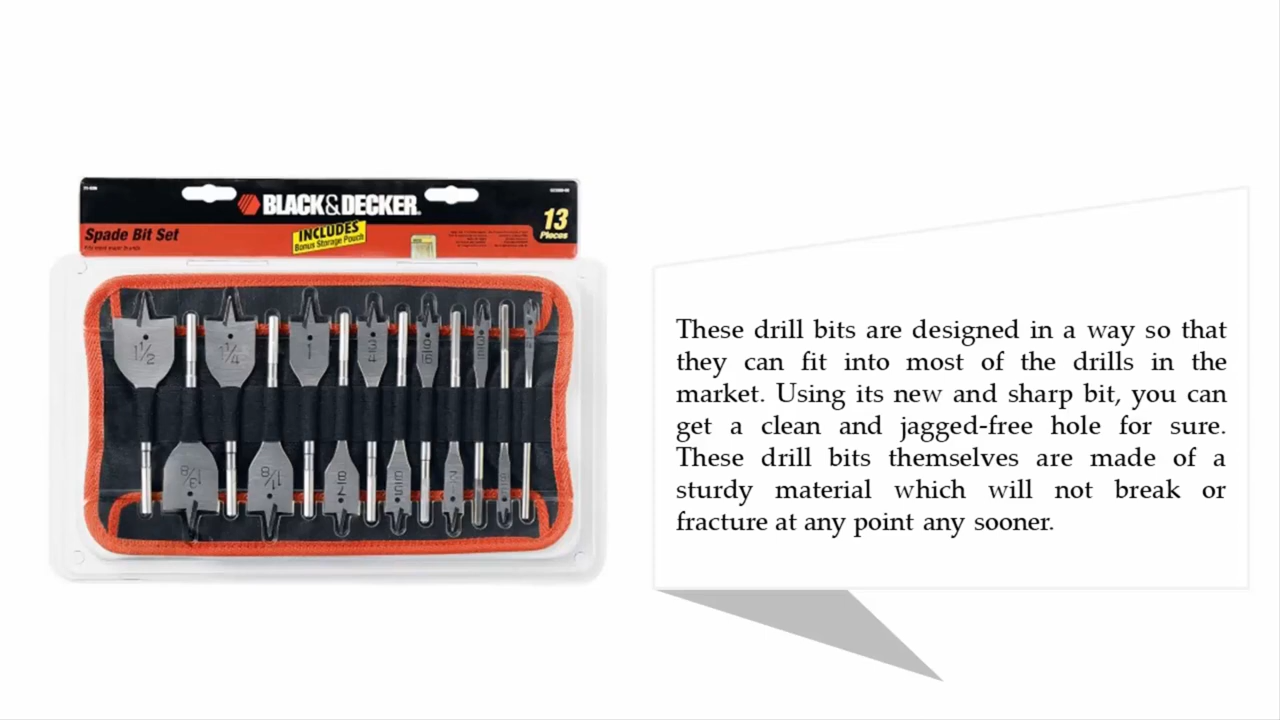 BLACK&DECKER.
13
Pieces
Spade Bit Set
INCLUDES
Bonus Storage Pouch
1 1/2
1 1/4
1
3/4
9/16
1 3/8
1 1/8
7/8
5/8
These drill bits are designed in a way so that
they can fit into most of the drills in the
market. Using its new and sharp bit, you can
get a clean and jagged-free hole for sure.
These drill bits themselves are made of a
sturdy material which will not break or
fracture at any point any sooner.